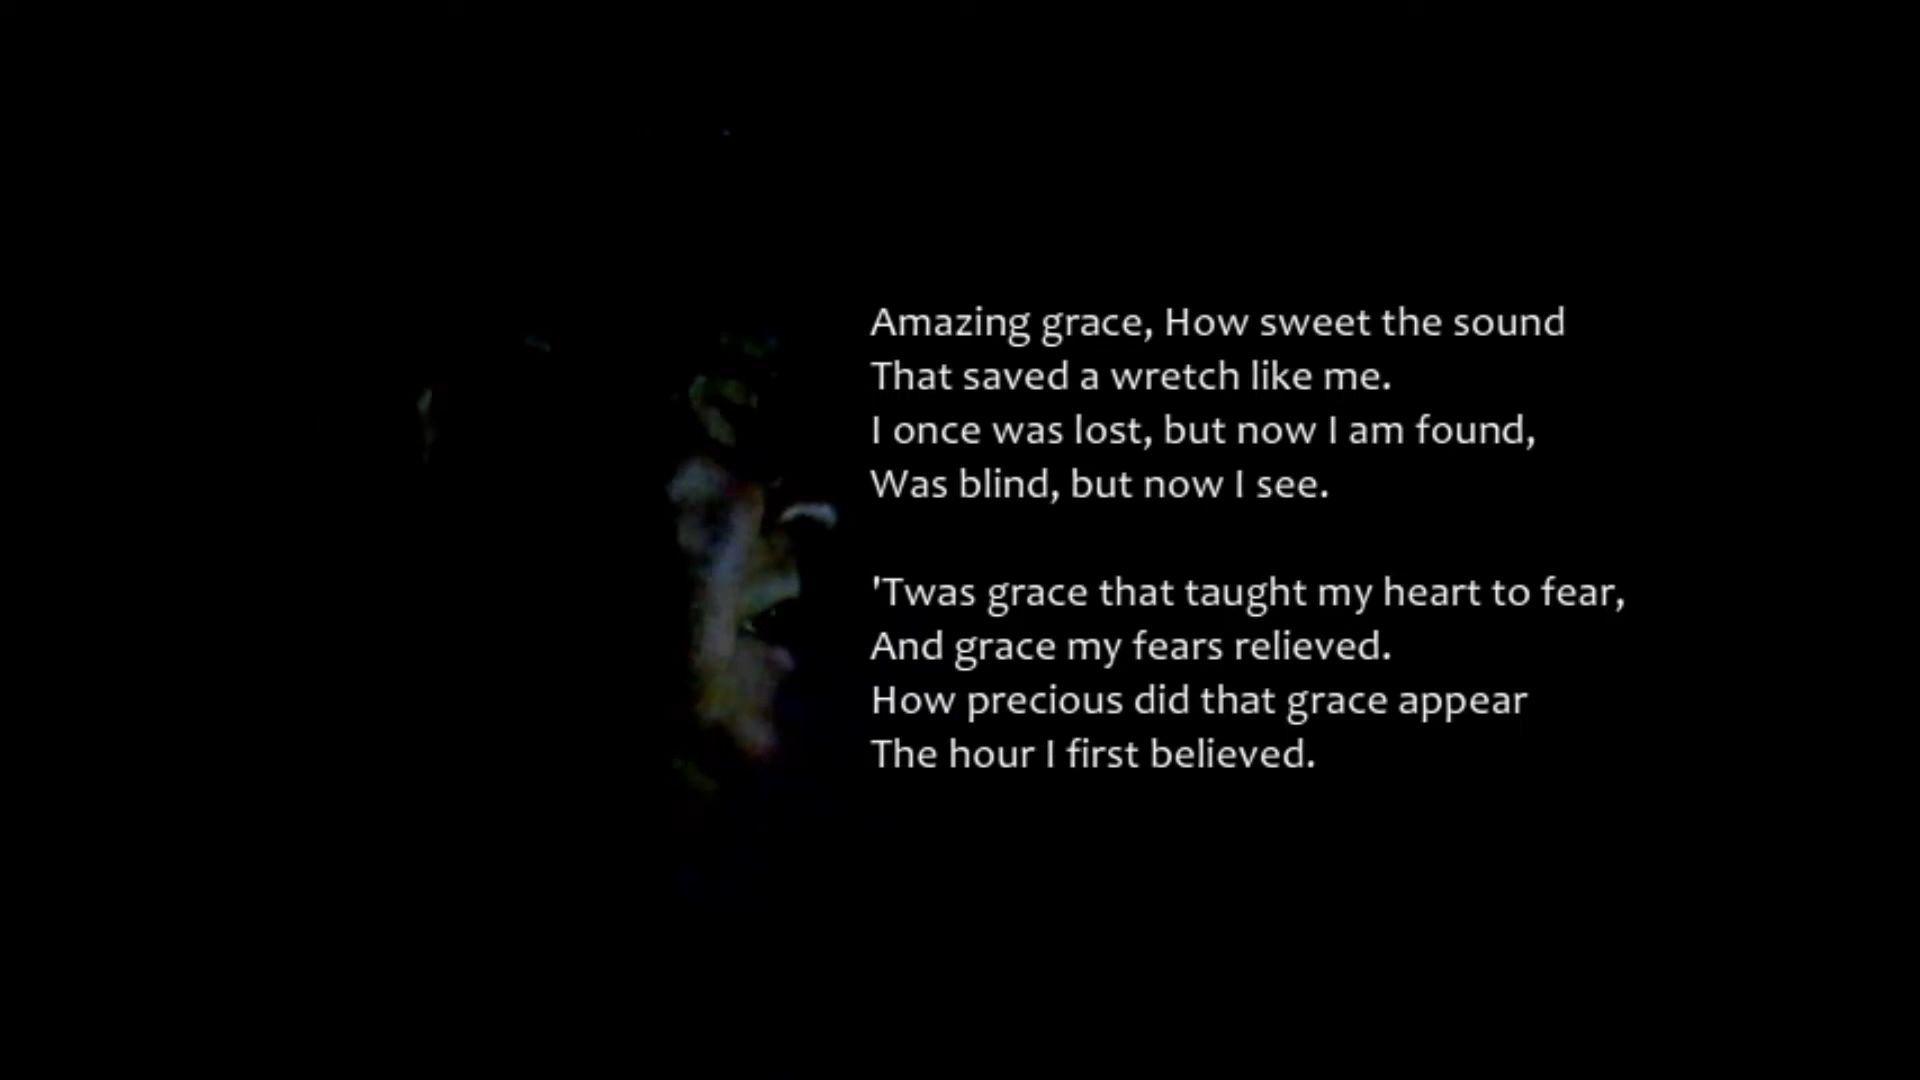 Amazing grace, How sweet the sound
That saved a wretch like me.
I once was lost, but now I am found,
Was blind, but now I see.
'Twas grace that taught my heart to fear,
And grace my fears relieved.
How precious did that grace appear
The hour I first believed.